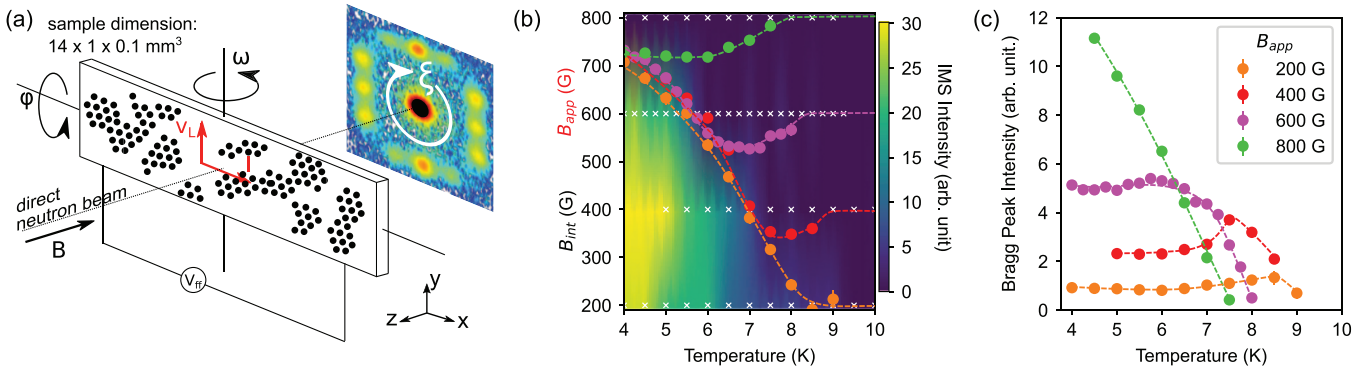 (a)
sample dimension:
14 x 1 x 0.1 mm³
φ
ω
ξ
V_L
direct
neutron beam
B
V_ff
y
z
x
(b)
800
700
600
500
400
300
200
B_app (G)
B_int (G)
4 5 6 7 8 9 10
Temperature (K)
30
25
20
15
10
5
0
IMS Intensity (arb. unit)
(c)
12
10
8
6
4
2
0
Bragg Peak Intensity (arb. unit.)
4 5 6 7 8 9 10
Temperature (K)
B_app
200 G
400 G
600 G
800 G